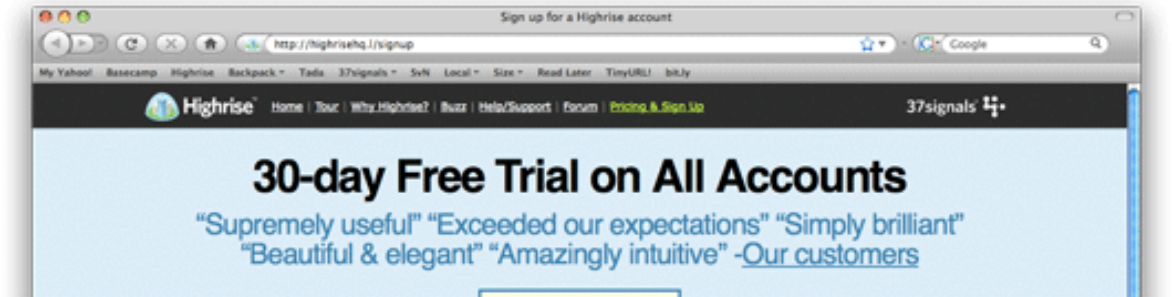 Sign up for a Highrise account
http://highrisehq.l/signup
Google
My Yahoo! Basecamp Highrise Backpack Tada 37signals SvN Local Size Read Later TinyURL! bit.ly
Highrise Home | Tour | Why Highrise? | Buzz | Help/Support | Forum | Pricing & Sign Up 37signals
30-day Free Trial on All Accounts
“Supremely useful” “Exceeded our expectations” “Simply brilliant”
“Beautiful & elegant” “Amazingly intuitive” -Our customers